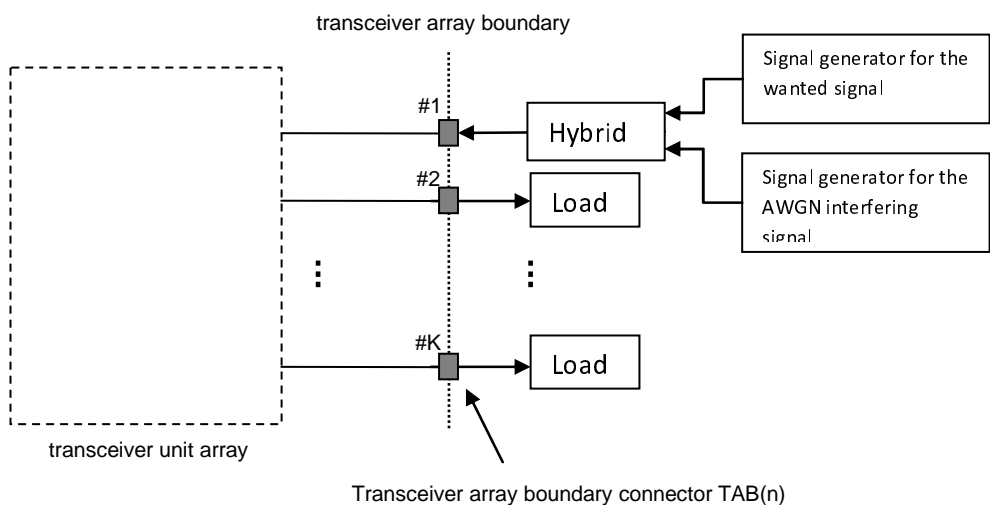 transceiver array boundary
Signal generator for the
wanted signal
#1
Hybrid
#2
Load
Signal generator for the
AWGN interfering
signal
#K
Load
transceiver unit array
Transceiver array boundary connector TAB(n)